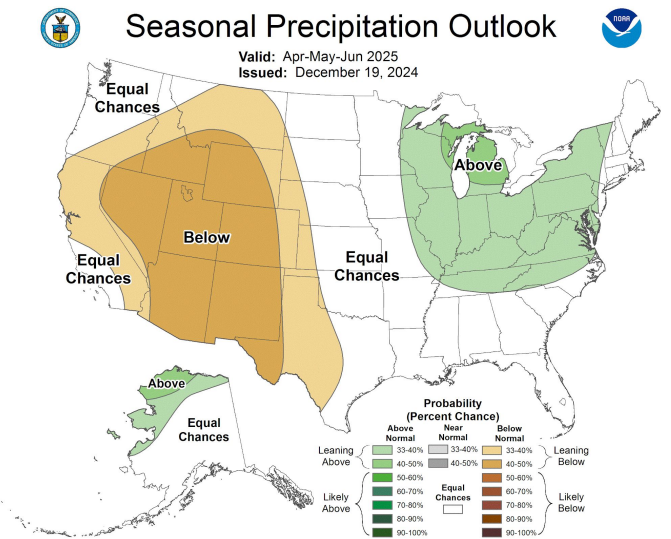 Seasonal Precipitation Outlook
NOAA
Valid: Apr-May-Jun 2025
Issued: December 19, 2024
Equal
Chances
Above
Below
Equal
Chances
Equal
Chances
Above
Equal
Chances
Probability
(Percent Chance)
Above
Normal
Near
Normal
Below
Normal
Leaning
Above
33-40%
40-50%
33-40%
40-50%
33-40%
40-50%
Leaning
Below
Likely
Above
50-60%
60-70%
70-80%
80-90%
90-100%
Equal
Chances
50-60%
60-70%
70-80%
80-90%
90-100%
Likely
Below